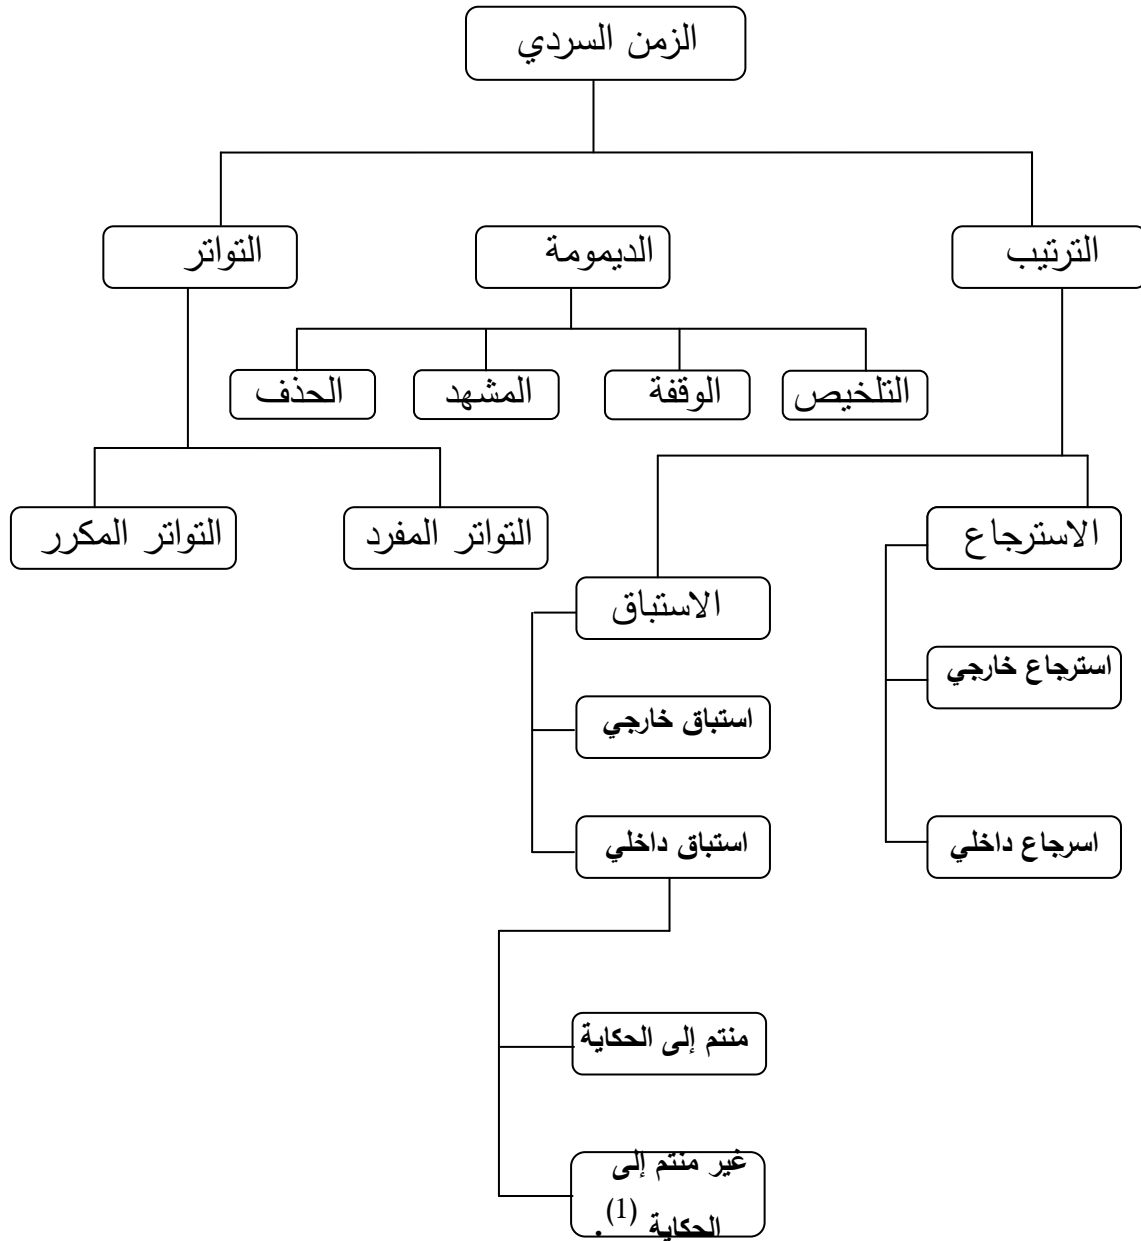 الزمن السردي
الترتيب
الديمومة
التواتر
التلخيص
الوقفة
المشهد
الحذف
التواتر المفرد
التواتر المكرر
الاسترجاع
الاستباق
استرجاع خارجي
استباق خارجي
اسرجاع داخلي
استباق داخلي
منتم إلى الحكاية
غير منتم إلى
الحكاية (1).